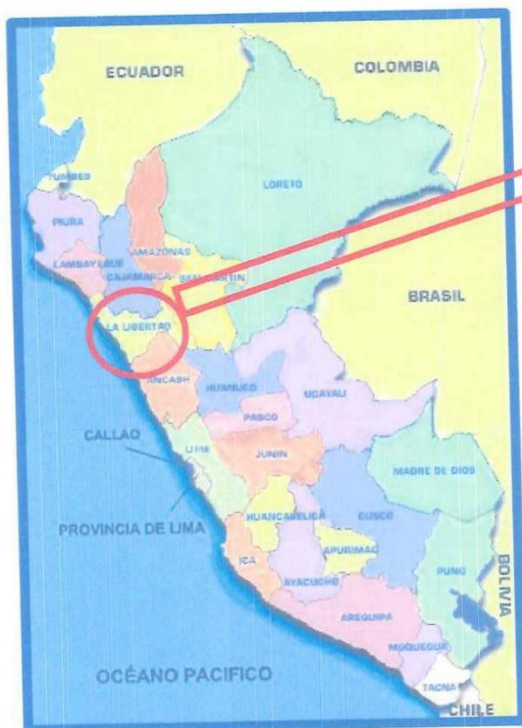 ECUADOR
COLOMBIA
TUMBES
LORETO
PIURA
AMAZONAS
LAMBAYEQUE
CAJAMARCA
SAN MARTIN
BRASIL
LA LIBERTAD
ANCASH
HUANUCO
UCAYALI
PASCO
CALLAO
LIMA
JUNIN
MADRE DE DIOS
PROVINCIA DE LIMA
HUANCAVELICA
CUSCO
ICA
APURIMAC
AYACUCHO
PUNO
BOLIVIA
AREQUIPA
MOQUEGUA
OCÉANO PACIFICO
TACNA
CHILE